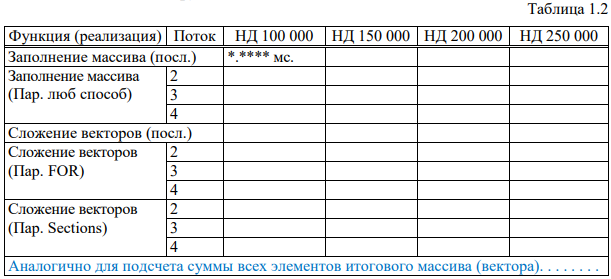 Таблица 1.2
Функция (реализация) Поток НД 100 000 НД 150 000 НД 200 000 НД 250 000
Заполнение массива (посл.) *.**** мс.
Заполнение массива 2
(Пар. люб способ) 3
4
Сложение векторов (посл.)
Сложение векторов 2
(Пар. FOR) 3
4
Сложение векторов 2
(Пар. Sections) 3
4
Аналогично для подсчета суммы всех элементов итогового массива (вектора). . . . . . . .